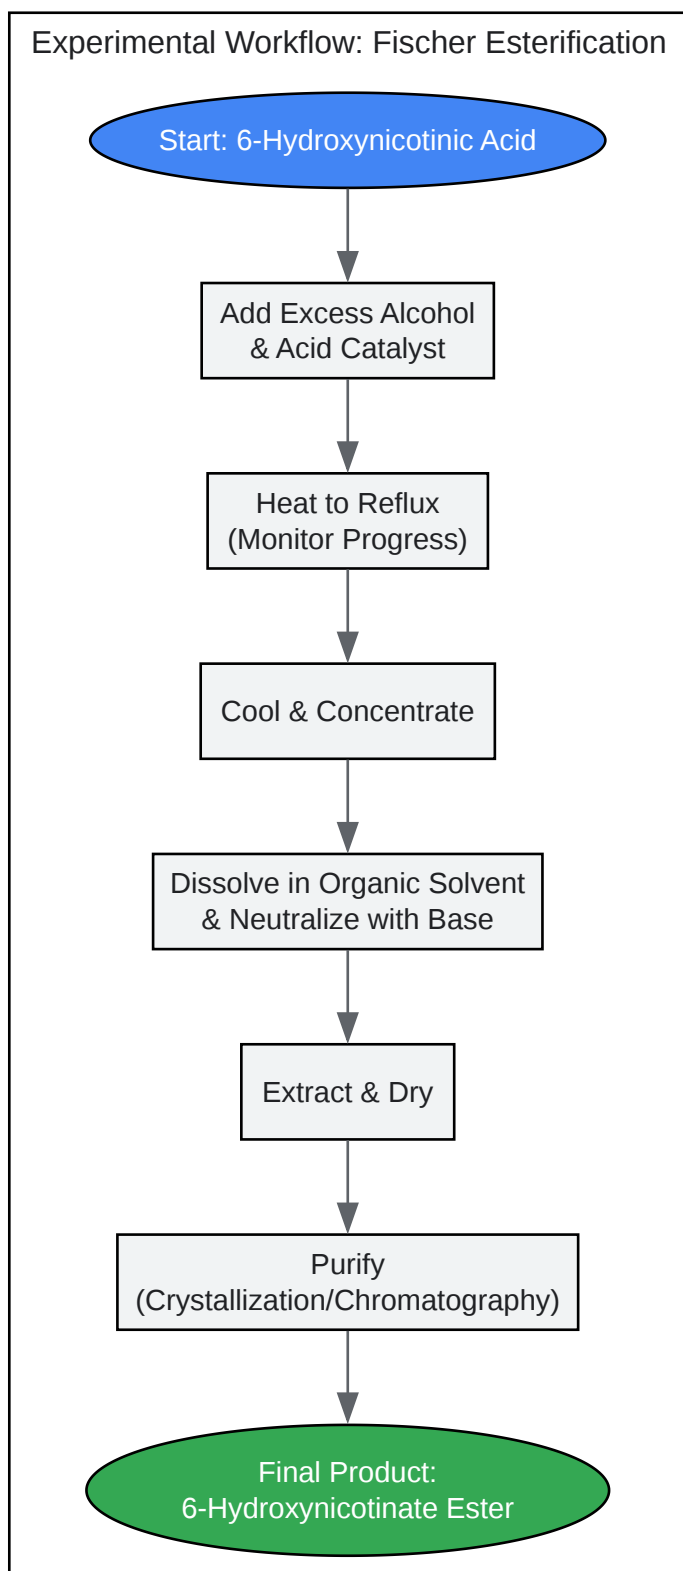 Experimental Workflow: Fischer Esterification
Start: 6-Hydroxynicotinic Acid
Add Excess Alcohol
& Acid Catalyst
Heat to Reflux
(Monitor Progress)
Cool & Concentrate
Dissolve in Organic Solvent
& Neutralize with Base
Extract & Dry
Purify
(Crystallization/Chromatography)
Final Product:
6-Hydroxynicotinate Ester